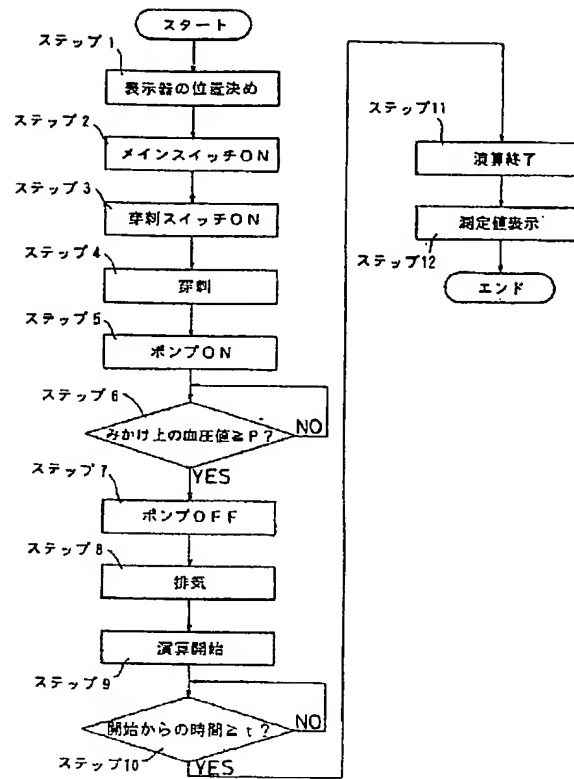 スタート
ステップ1
表示器の位置決め
ステップ2
メインスイッチON
ステップ3
穿刺スイッチON
ステップ4
穿刺
ステップ5
ポンプON
ステップ6
みかけ上の血圧値≧P?
NO
YES
ステップ7
ポンプOFF
ステップ8
排気
演算開始
ステップ9
開始からの時間≧t?
NO
ステップ10
YES
ステップ11
演算終了
測定値表示
ステップ12
エンド